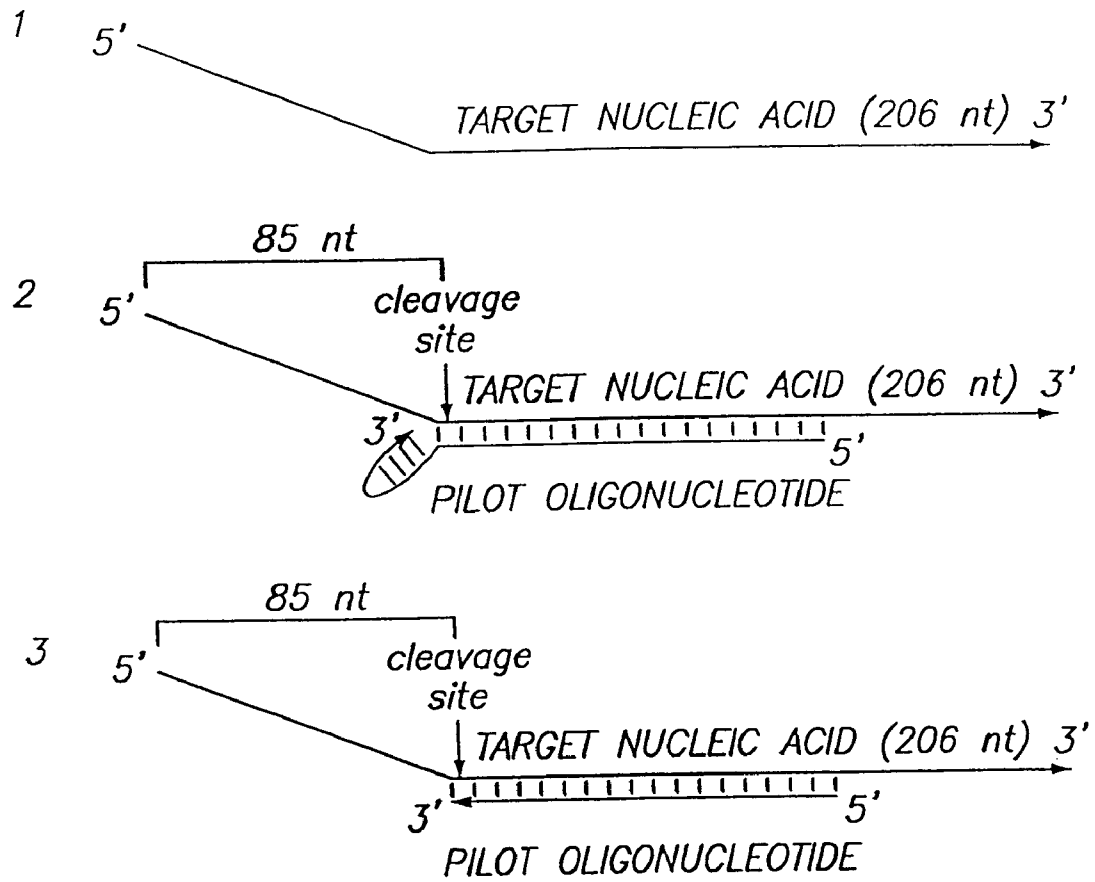 1
5'
TARGET NUCLEIC ACID (206 nt) 3'
85 nt
2
5'
cleavage
site
TARGET NUCLEIC ACID (206 nt) 3'
3'
5'
PILOT OLIGONUCLEOTIDE
85 nt
3
5'
cleavage
site
TARGET NUCLEIC ACID (206 nt) 3'
3'
5'
PILOT OLIGONUCLEOTIDE